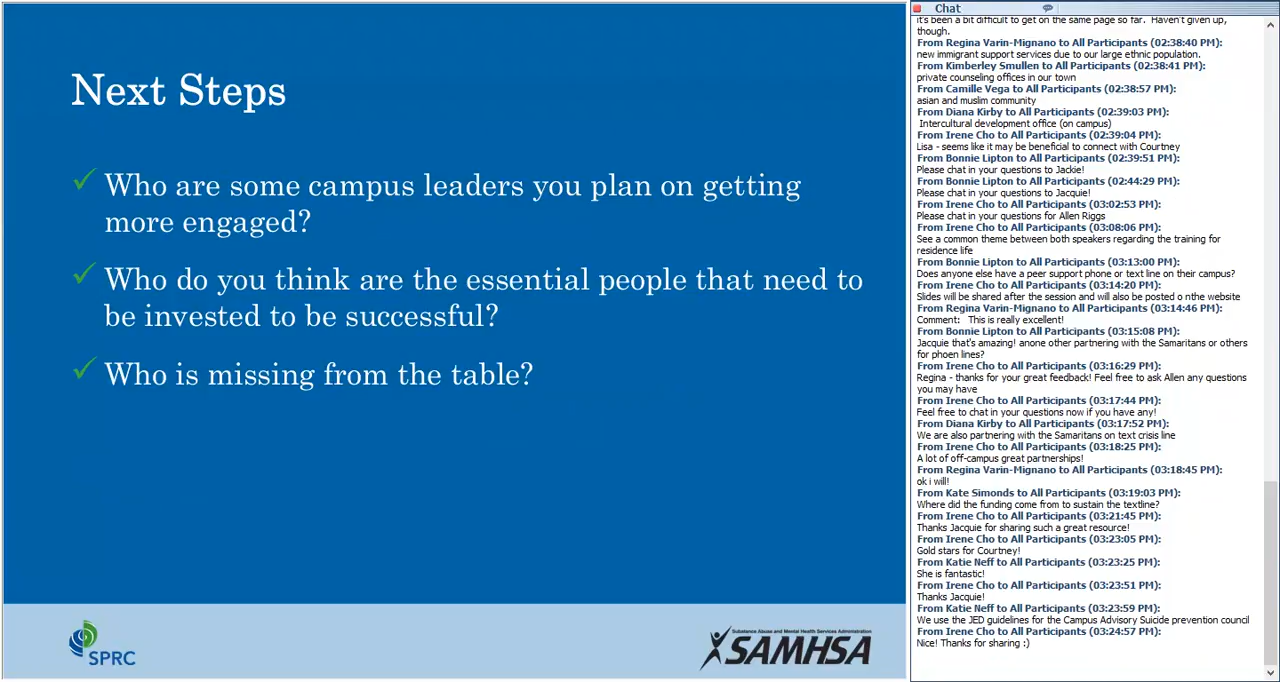 Next Steps
Who are some campus leaders you plan on getting
more engaged?
Who do you think are the essential people that need to
be invested to be successful?
Who is missing from the table?
SPRC
Substance Abuse and Mental Health Services Administration
SAMHSA
Chat
it's been a bit difficult to get on the same page so far. Haven't given up,
though.
From Regina Varin-Mignano to All Participants (02:38:40 PM):
new immigrant support services due to our large ethnic population.
From Kimberley Smullen to All Participants (02:38:41 PM):
private counseling offices in our town
From Camille Vega to All Participants (02:38:57 PM):
asian and muslim community
From Diana Kirby to All Participants (02:39:03 PM):
Intercultural development office (on campus)
From Irene Cho to All Participants (02:39:04 PM):
Lisa - seems like it may be beneficial to connect with Courtney
From Bonnie Lipton to All Participants (02:39:51 PM):
Please chat in your questions to Jackie!
From Bonnie Lipton to All Participants (02:44:29 PM):
Please chat in your questions to Jacquie!
From Irene Cho to All Participants (03:02:53 PM):
Please chat in your questions for Allen Riggs
From Irene Cho to All Participants (03:08:06 PM):
See a common theme between both speakers regarding the training for
residence life
From Bonnie Lipton to All Participants (03:13:00 PM):
Does anyone else have a peer support phone or text line on their campus?
From Irene Cho to All Participants (03:14:20 PM):
Slides will be shared after the session and will also be posted o nthe website
From Regina Varin-Mignano to All Participants (03:14:46 PM):
Comment: This is really excellent!
From Bonnie Lipton to All Participants (03:15:08 PM):
Jacquie that's amazing! anone other partnering with the Samaritans or others
for phoen lines?
From Irene Cho to All Participants (03:16:29 PM):
Regina - thanks for your great feedback! Feel free to ask Allen any questions
you may have
From Irene Cho to All Participants (03:17:44 PM):
Feel free to chat in your questions now if you have any!
From Diana Kirby to All Participants (03:17:52 PM):
We are also partnering with the Samaritans on text crisis line
From Irene Cho to All Participants (03:18:25 PM):
A lot of off-campus great partnerships!
From Regina Varin-Mignano to All Participants (03:18:45 PM):
ok i will!
From Kate Simonds to All Participants (03:19:03 PM):
Where did the funding come from to sustain the textline?
From Irene Cho to All Participants (03:21:45 PM):
Thanks Jacquie for sharing such a great resource!
From Irene Cho to All Participants (03:23:05 PM):
Gold stars for Courtney!
From Katie Neff to All Participants (03:23:25 PM):
She is fantastic!
From Irene Cho to All Participants (03:23:51 PM):
Thanks Jacquie!
From Katie Neff to All Participants (03:23:59 PM):
We use the JED guidelines for the Campus Advisory Suicide prevention council
From Irene Cho to All Participants (03:24:57 PM):
Nice! Thanks for sharing :)